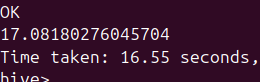 OK
17.08180276045704
Time taken: 16.55 seconds,
hive>